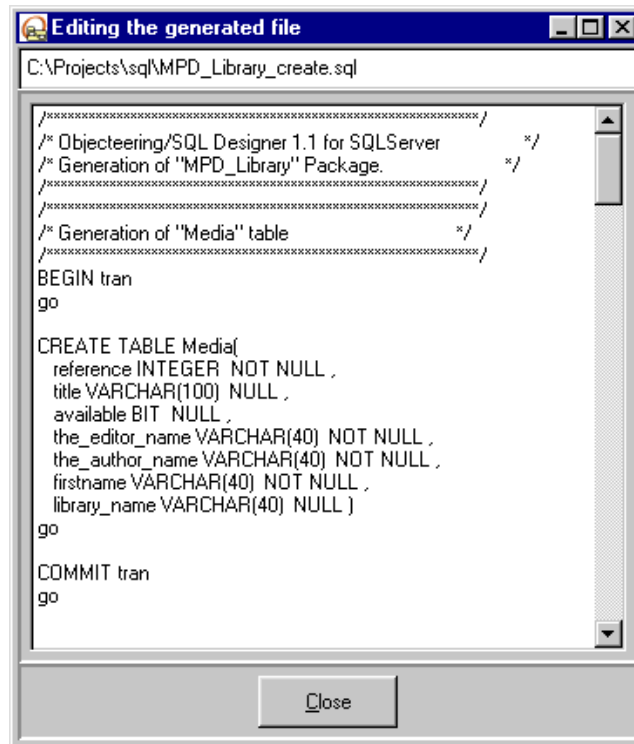 Editing the generated file
C:\Projects\sql\MPD_Library_create.sql
/*************************************************************/
/* Objecteering/SQL Designer 1.1 for SQLServer */
/* Generation of "MPD_Library" Package. */
/*************************************************************/
/*************************************************************/
/* Generation of "Media" table */
/*************************************************************/
BEGIN tran
go
CREATE TABLE Media(
reference INTEGER NOT NULL ,
title VARCHAR(100) NULL ,
available BIT NULL ,
the_editor_name VARCHAR(40) NOT NULL ,
the_author_name VARCHAR(40) NOT NULL ,
firstname VARCHAR(40) NOT NULL ,
library_name VARCHAR(40) NULL )
go
COMMIT tran
go
Close